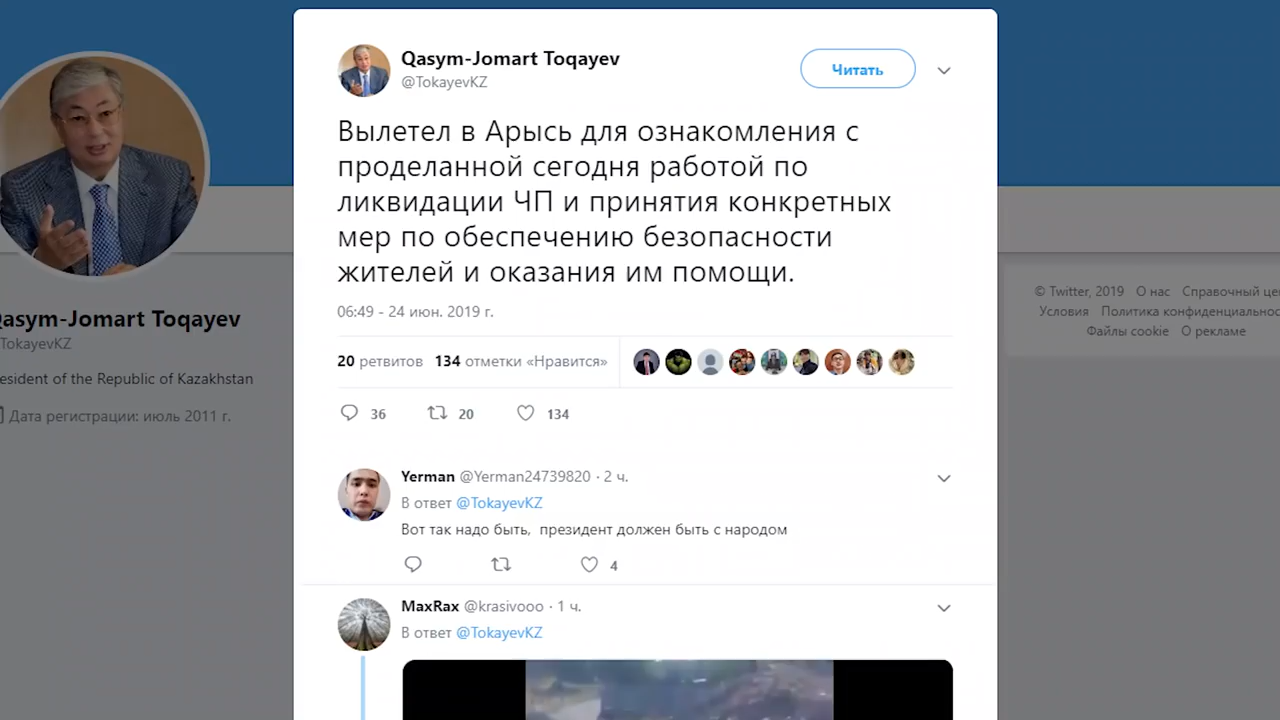 Qasym-Jomart Toqayev
@TokayevKZ
Читать
Вылетел в Арысь для ознакомления с
проделанной сегодня работой по
ликвидации ЧП и принятия конкретных
мер по обеспечению безопасности
жителей и оказания им помощи.
06:49 - 24 июн. 2019 г.
20 ретвитов 134 отметки «Нравится»
36 20 134
Yerman @Yerman24739820 · 2 ч.
В ответ @TokayevKZ
Вот так надо быть, президент должен быть с народом
4
MaxRax @krasivooo · 1 ч.
В ответ @TokayevKZ
Qasym-Jomart Toqayev
TokayevKZ
esident of the Republic of Kazakhstan
Дата регистрации: июль 2011 г.
© Twitter, 2019 О нас Справочный це
Условия Политика конфиденциальнос
Файлы cookie О рекламе